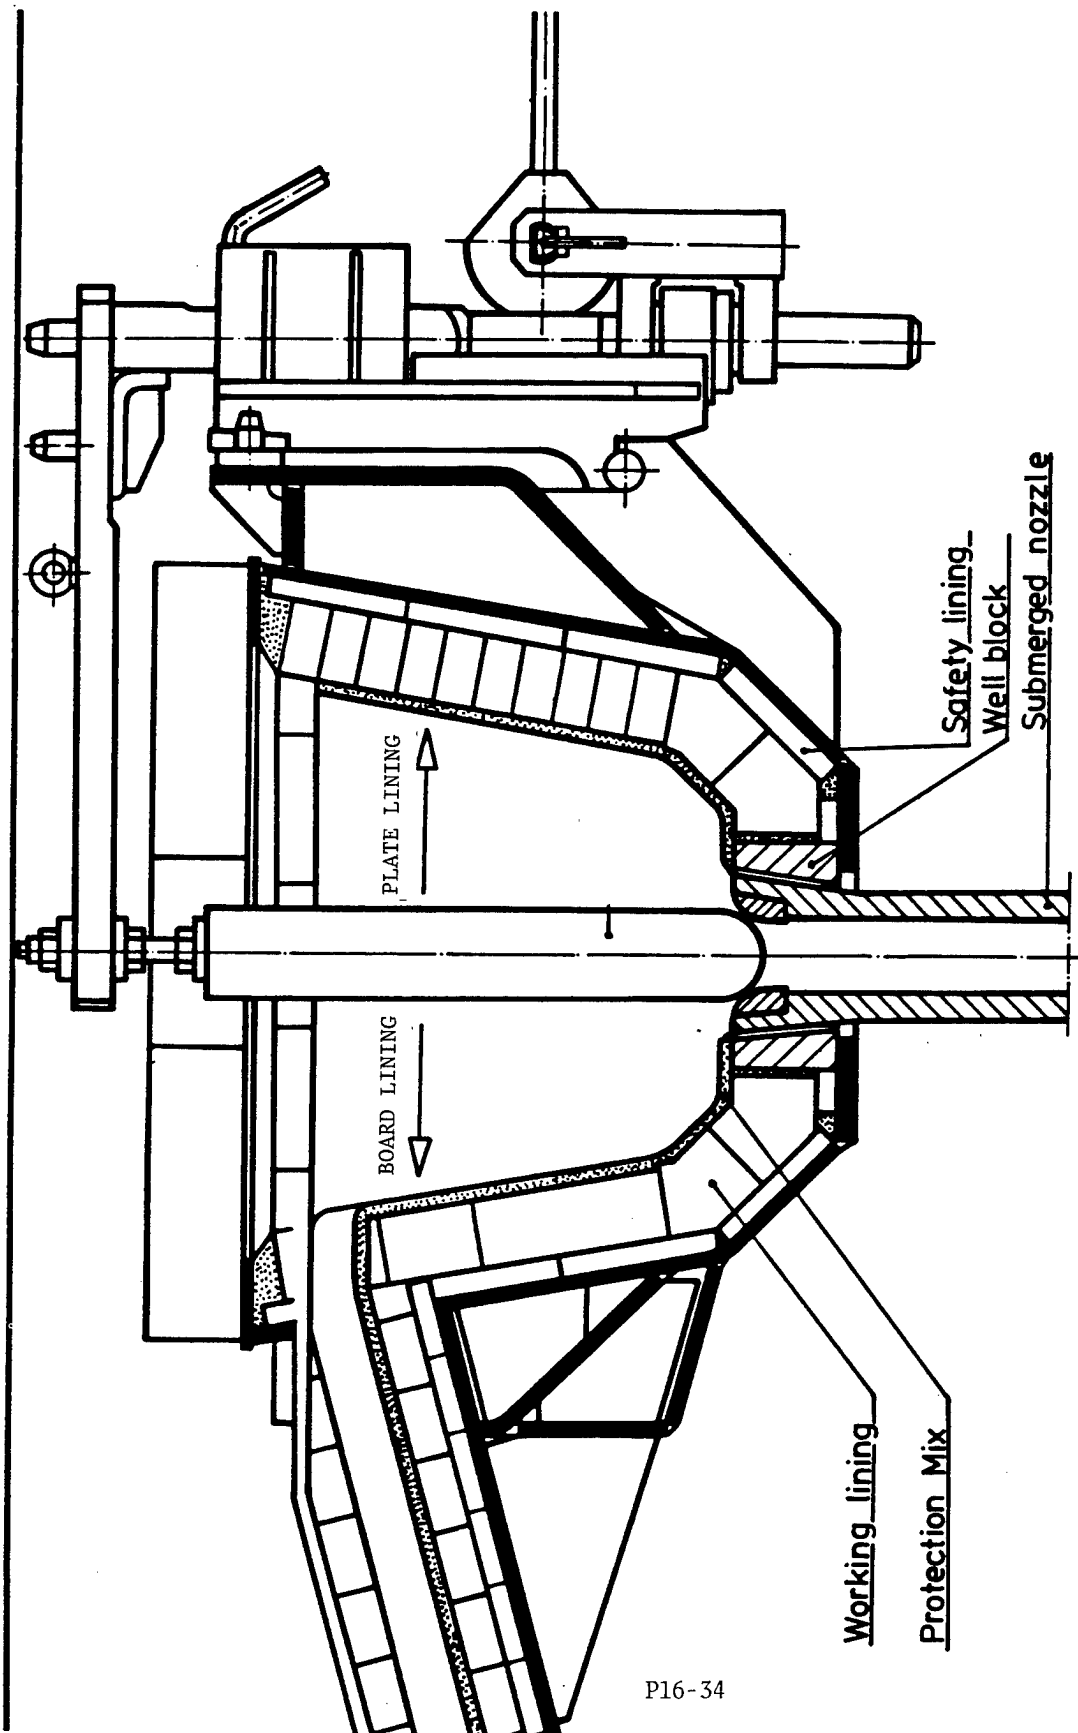 PLATE LINING
BOARD LINING
Safety lining
Well block
Submerged nozzle
Working lining
Protection Mix
P16-34